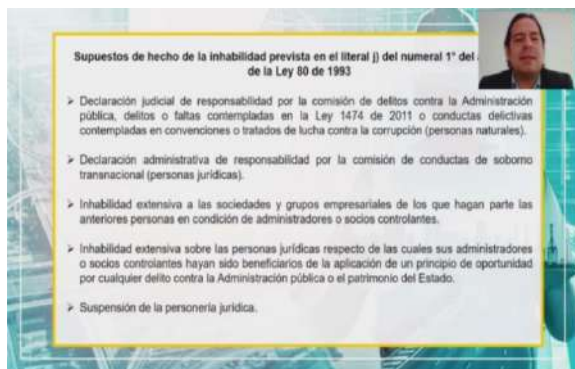 Supuestos de hecho de la inhabilidad prevista en el literal j) del numeral 1° del
de la Ley 80 de 1993
➢ Declaración judicial de responsabilidad por la comisión de delitos contra la Administración
pública, delitos o faltas contempladas en la Ley 1474 de 2011 o conductas delictivas
contempladas en convenciones o tratados de lucha contra la corrupción (personas naturales).
➢ Declaración administrativa de responsabilidad por la comisión de conductas de soborno
transnacional (personas jurídicas).
➢ Inhabilidad extensiva a las sociedades y grupos empresariales de los que hagan parte las
anteriores personas en condición de administradores o socios controlantes.
➢ Inhabilidad extensiva sobre las personas jurídicas respecto de las cuales sus administradores
o socios controlantes hayan sido beneficiarios de la aplicación de un principio de oportunidad
por cualquier delito contra la Administración pública o el patrimonio del Estado.
➢ Suspensión de la personería jurídica.